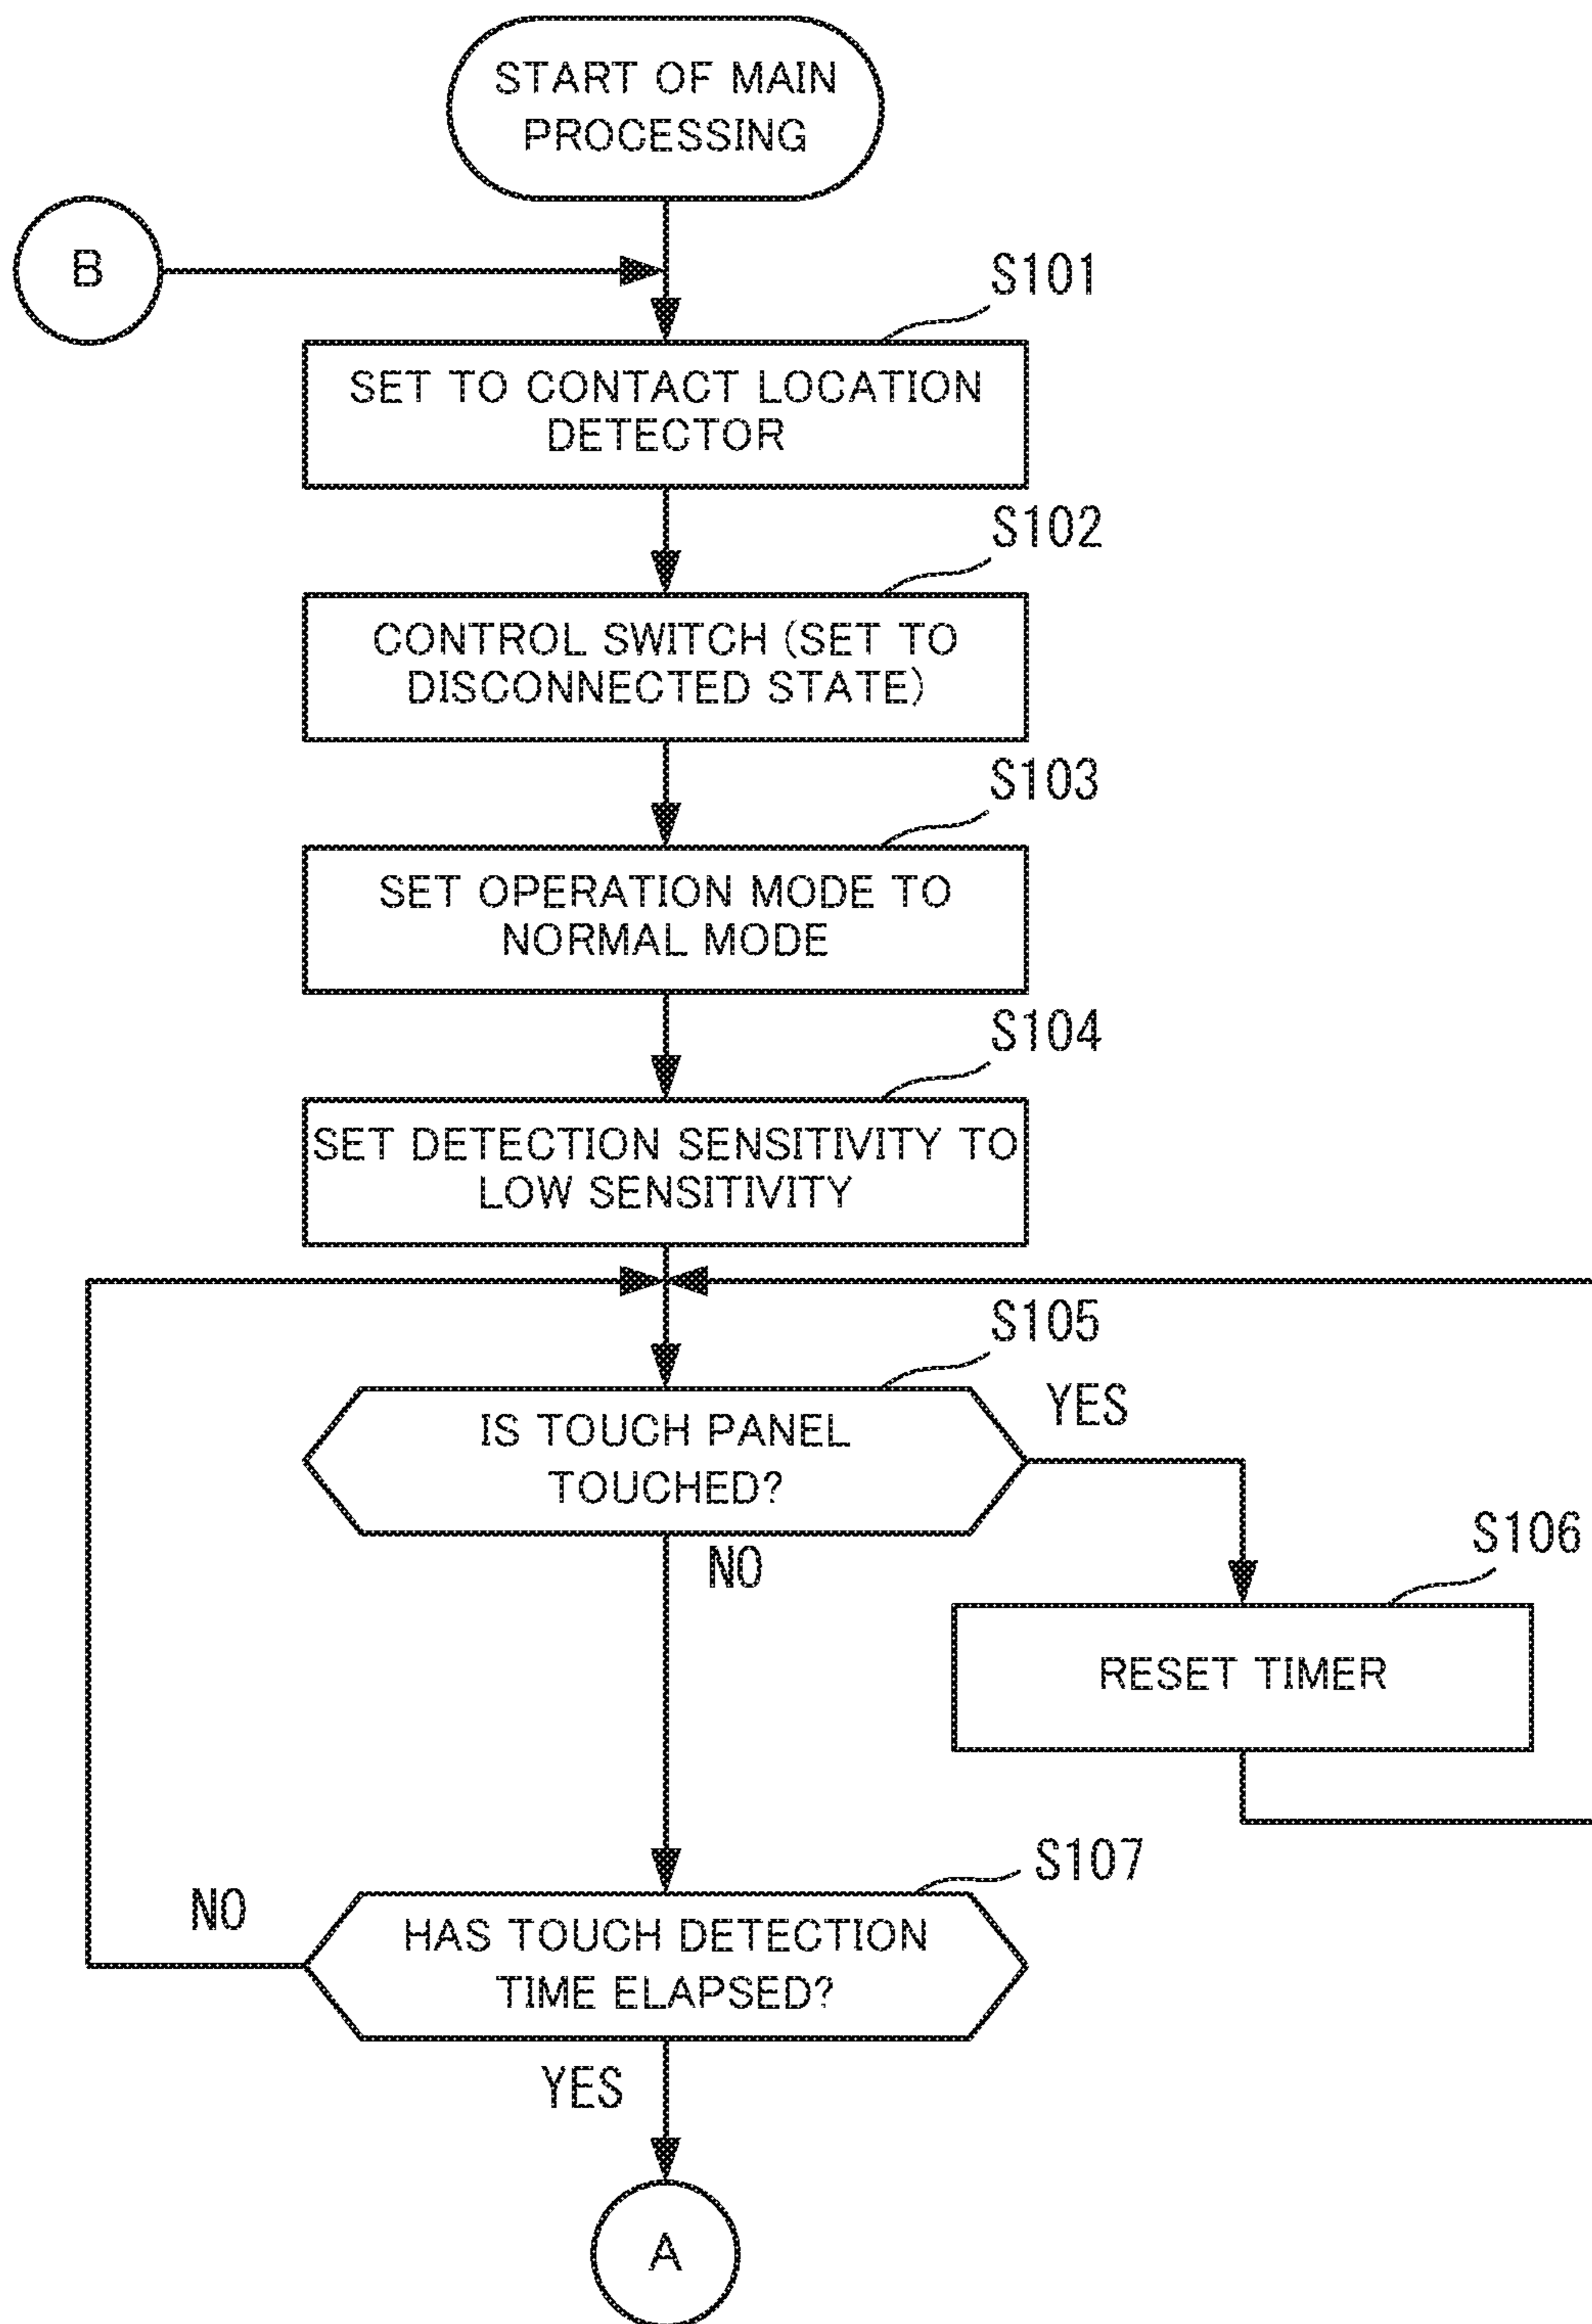 START OF MAIN
PROCESSING
B
S101
SET TO CONTACT LOCATION
DETECTOR
S102
CONTROL SWITCH (SET TO
DISCONNECTED STATE)
S103
SET OPERATION MODE TO
NORMAL MODE
S104
SET DETECTION SENSITIVITY TO
LOW SENSITIVITY
S105
IS TOUCH PANEL
TOUCHED?
YES
NO
S106
RESET TIMER
S107
NO
HAS TOUCH DETECTION
TIME ELAPSED?
YES
A